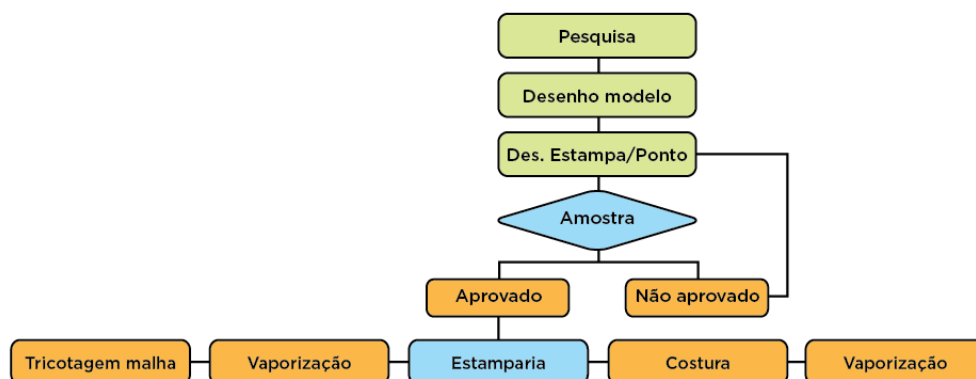 Pesquisa
Desenho modelo
Des. Estampa/Ponto
Amostra
Aprovado
Não aprovado
Tricotagem malha
Vaporização
Estamparia
Costura
Vaporização